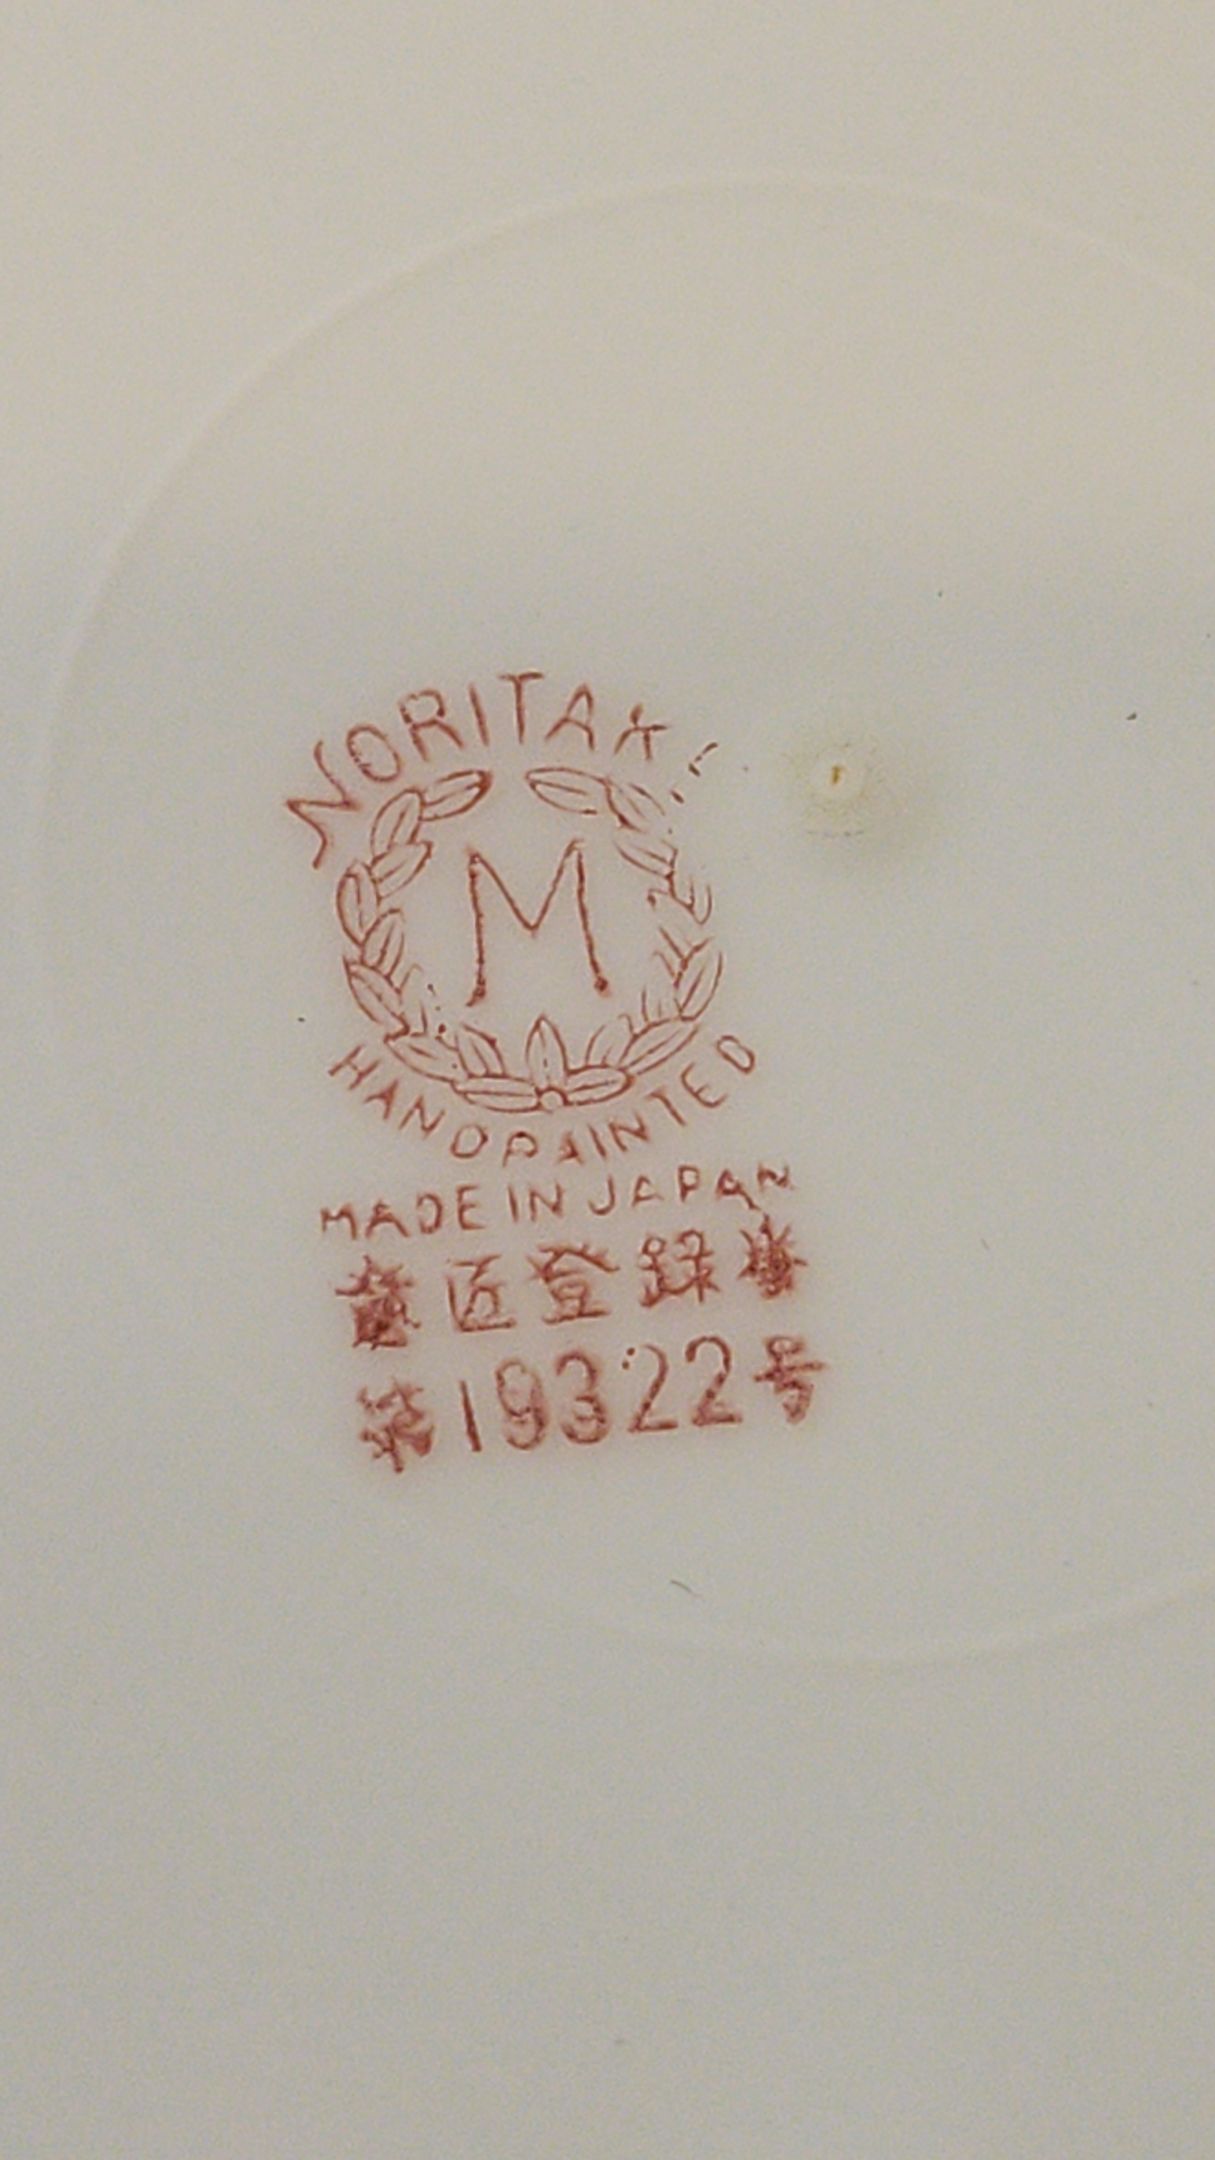 NORITAKE
M
HANDPAINTED
MADE IN JAPAN
意匠登録
第19322号